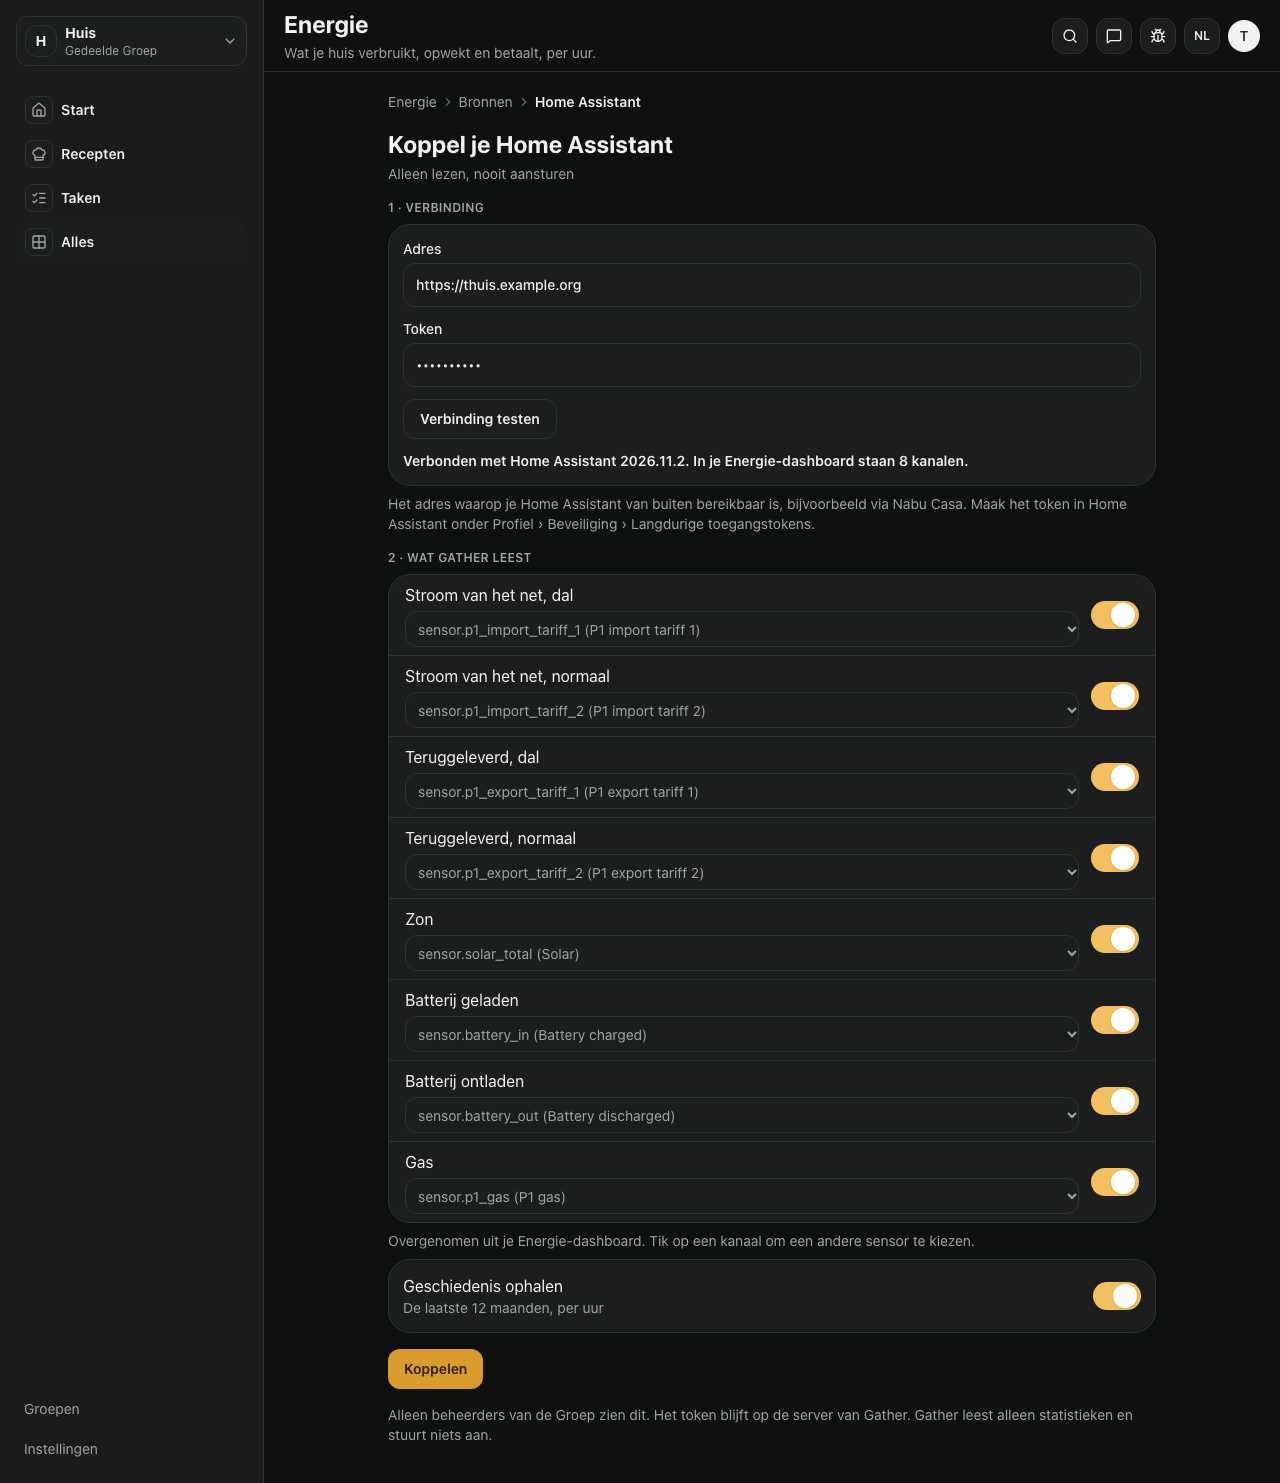 H
Huis
Gedeelde Groep
Start
Recepten
Taken
Alles
Groepen
Instellingen
Energie
Wat je huis verbruikt, opwekt en betaalt, per uur.
NL
T
Energie > Bronnen > Home Assistant
Koppel je Home Assistant
Alleen lezen, nooit aansturen
1 · VERBINDING
Adres
https://thuis.example.org
Token
••••••••••
Verbinding testen
Verbonden met Home Assistant 2026.11.2. In je Energie-dashboard staan 8 kanalen.
Het adres waarop je Home Assistant van buiten bereikbaar is, bijvoorbeeld via Nabu Casa. Maak het token in Home
Assistant onder Profiel › Beveiliging › Langdurige toegangstokens.
2 · WAT GATHER LEEST
Stroom van het net, dal
sensor.p1_import_tariff_1 (P1 import tariff 1)
Stroom van het net, normaal
sensor.p1_import_tariff_2 (P1 import tariff 2)
Teruggeleverd, dal
sensor.p1_export_tariff_1 (P1 export tariff 1)
Teruggeleverd, normaal
sensor.p1_export_tariff_2 (P1 export tariff 2)
Zon
sensor.solar_total (Solar)
Batterij geladen
sensor.battery_in (Battery charged)
Batterij ontladen
sensor.battery_out (Battery discharged)
Gas
sensor.p1_gas (P1 gas)
Overgenomen uit je Energie-dashboard. Tik op een kanaal om een andere sensor te kiezen.
Geschiedenis ophalen
De laatste 12 maanden, per uur
Koppelen
Alleen beheerders van de Groep zien dit. Het token blijft op de server van Gather. Gather leest alleen statistieken en
stuurt niets aan.